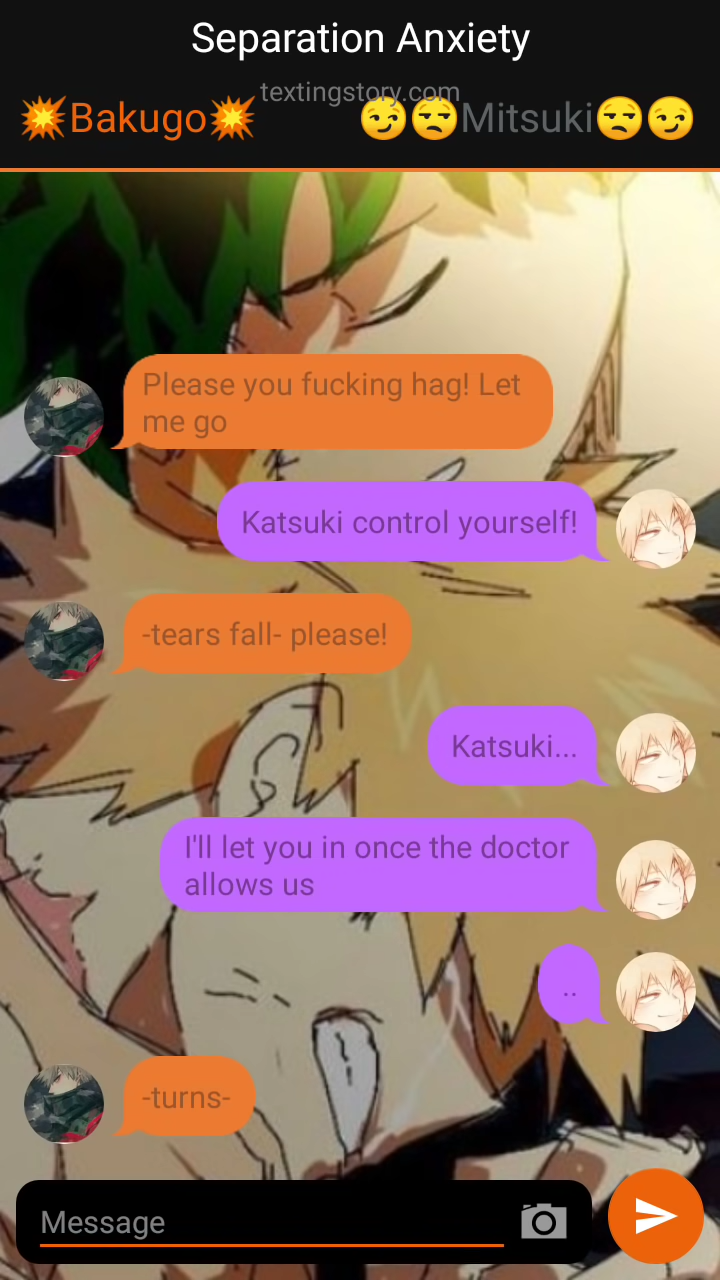 Separation Anxiety
textingstory.com
💥Bakugo💥
😏😒Mitsuki😒😏
Please you fucking hag! Let
me go
Katsuki control yourself!
-tears fall- please!
Katsuki...
I'll let you in once the doctor
allows us
..
-turns-
Message